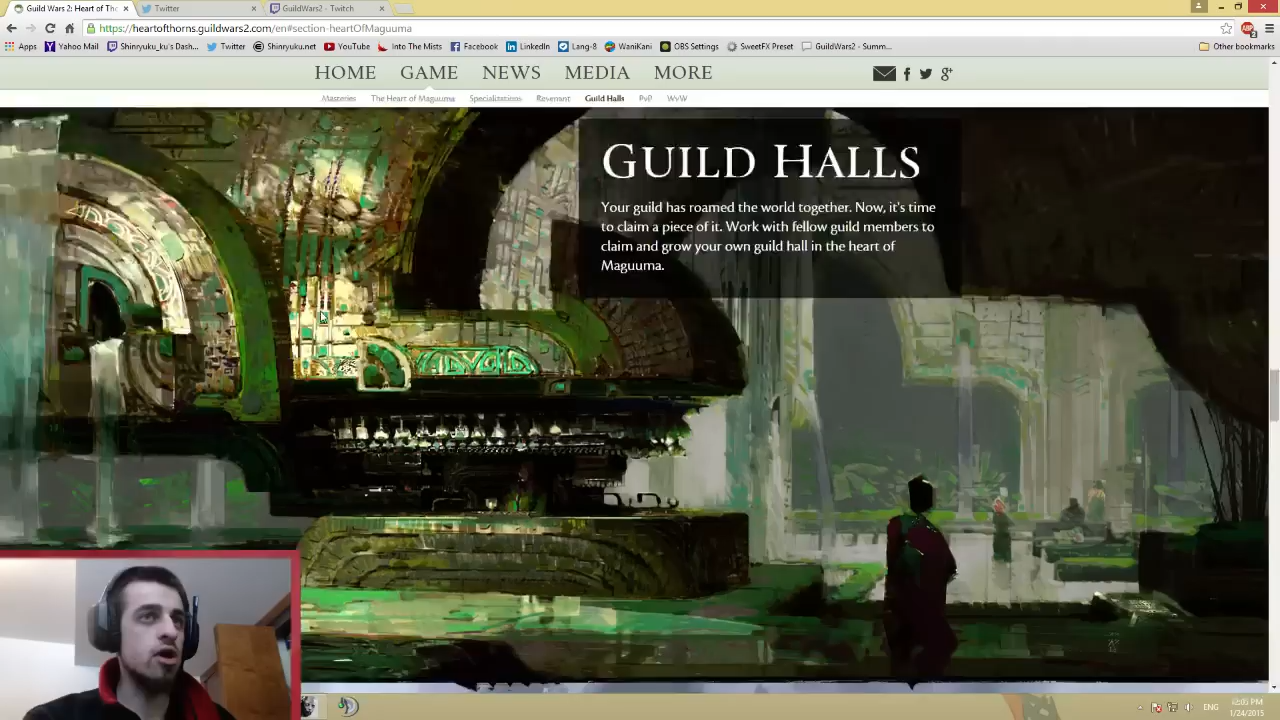 Guild Wars 2: Heart of Tho
Twitter
GuildWars2 - Twitch
https://heartofthorns.guildwars2.com/en#section-heartOfMaguuma
Apps
Yahoo Mail
Shinryuku_ku's Dash...
Twitter
Shinryuku.net
YouTube
Into The Mists
Facebook
LinkedIn
Lang-8
WaniKani
OBS Settings
SweetFX Preset
GuildWars2 - Summ...
Other bookmarks
HOME
GAME
NEWS
MEDIA
MORE
Masteries
The Heart of Maguuma
Specializations
Revenant
Guild Halls
PvP
WvW
GUILD HALLS
Your guild has roamed the world together. Now, it's time
to claim a piece of it. Work with fellow guild members to
claim and grow your own guild hall in the heart of
Maguuma.
ENG
1/24/2015